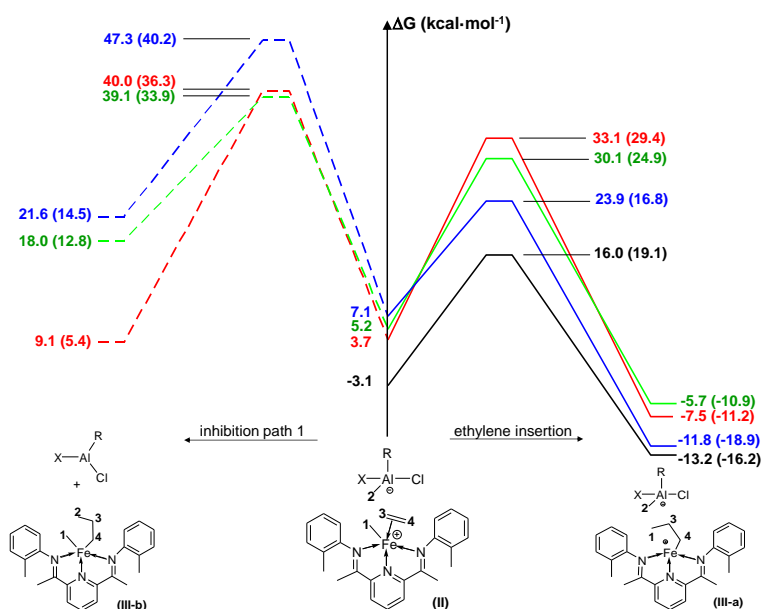 ΔG (kcal·mol⁻¹)
47.3 (40.2)
40.0 (36.3)
39.1 (33.9)
33.1 (29.4)
30.1 (24.9)
23.9 (16.8)
21.6 (14.5)
18.0 (12.8)
16.0 (19.1)
7.1
5.2
3.7
9.1 (5.4)
-3.1
-5.7 (-10.9)
-7.5 (-11.2)
-11.8 (-18.9)
-13.2 (-16.2)
inhibition path 1
ethylene insertion
R
X Al
Cl
+
2 3
1 4
Fe
N N
N
(III-b)
R
X Al Cl
2 ⊖
3 4
1
Fe ⊕
N N
N
(II)
R
X Al Cl
2 ⊖
3
1 4
Fe ⊕
N N
N
(III-a)